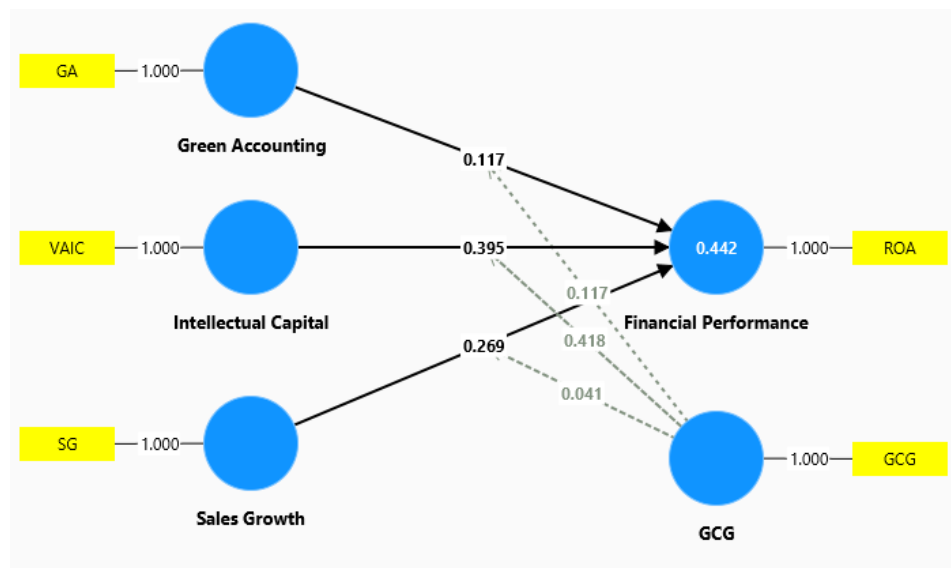 GA
1.000
Green Accounting
0.117
VAIC
1.000
0.395
0.442
1.000
ROA
0.117
Intellectual Capital
Financial Performance
0.269
0.418
0.041
SG
1.000
1.000
GCG
Sales Growth
GCG